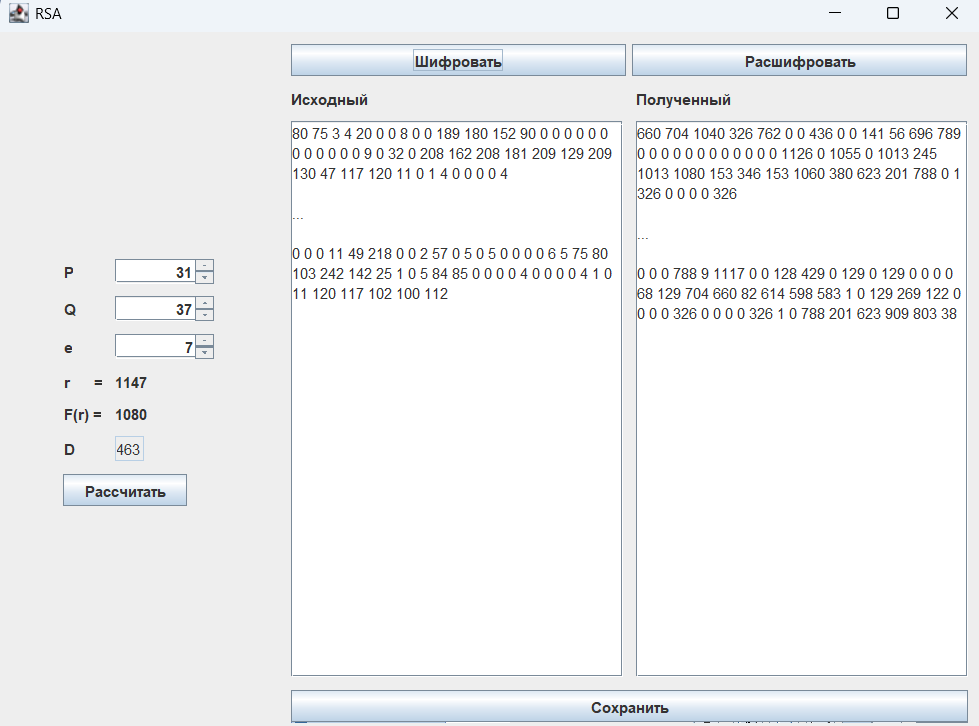 RSA
Шифровать
Расшифровать
Исходный
Полученный
80 75 3 4 20 0 0 8 0 0 189 180 152 90 0 0 0 0 0 0
0 0 0 0 0 0 9 0 32 0 208 162 208 181 209 129 209
130 47 117 120 11 0 1 4 0 0 0 0 4
...
0 0 0 11 49 218 0 0 2 57 0 5 0 5 0 0 0 0 6 5 75 80
103 242 142 25 1 0 5 84 85 0 0 0 0 4 0 0 0 0 4 1 0
11 120 117 102 100 112
660 704 1040 326 762 0 0 436 0 0 141 56 696 789
0 0 0 0 0 0 0 0 0 0 0 0 1126 0 1055 0 1013 245
1013 1080 153 346 153 1060 380 623 201 788 0 1
326 0 0 0 0 326
...
0 0 0 788 9 1117 0 0 128 429 0 129 0 129 0 0 0 0
68 129 704 660 82 614 598 583 1 0 129 269 122 0
0 0 0 326 0 0 0 0 326 1 0 788 201 623 909 803 38
P 31
Q 37
e 7
r = 1147
F(r) = 1080
D 463
Рассчитать
Сохранить